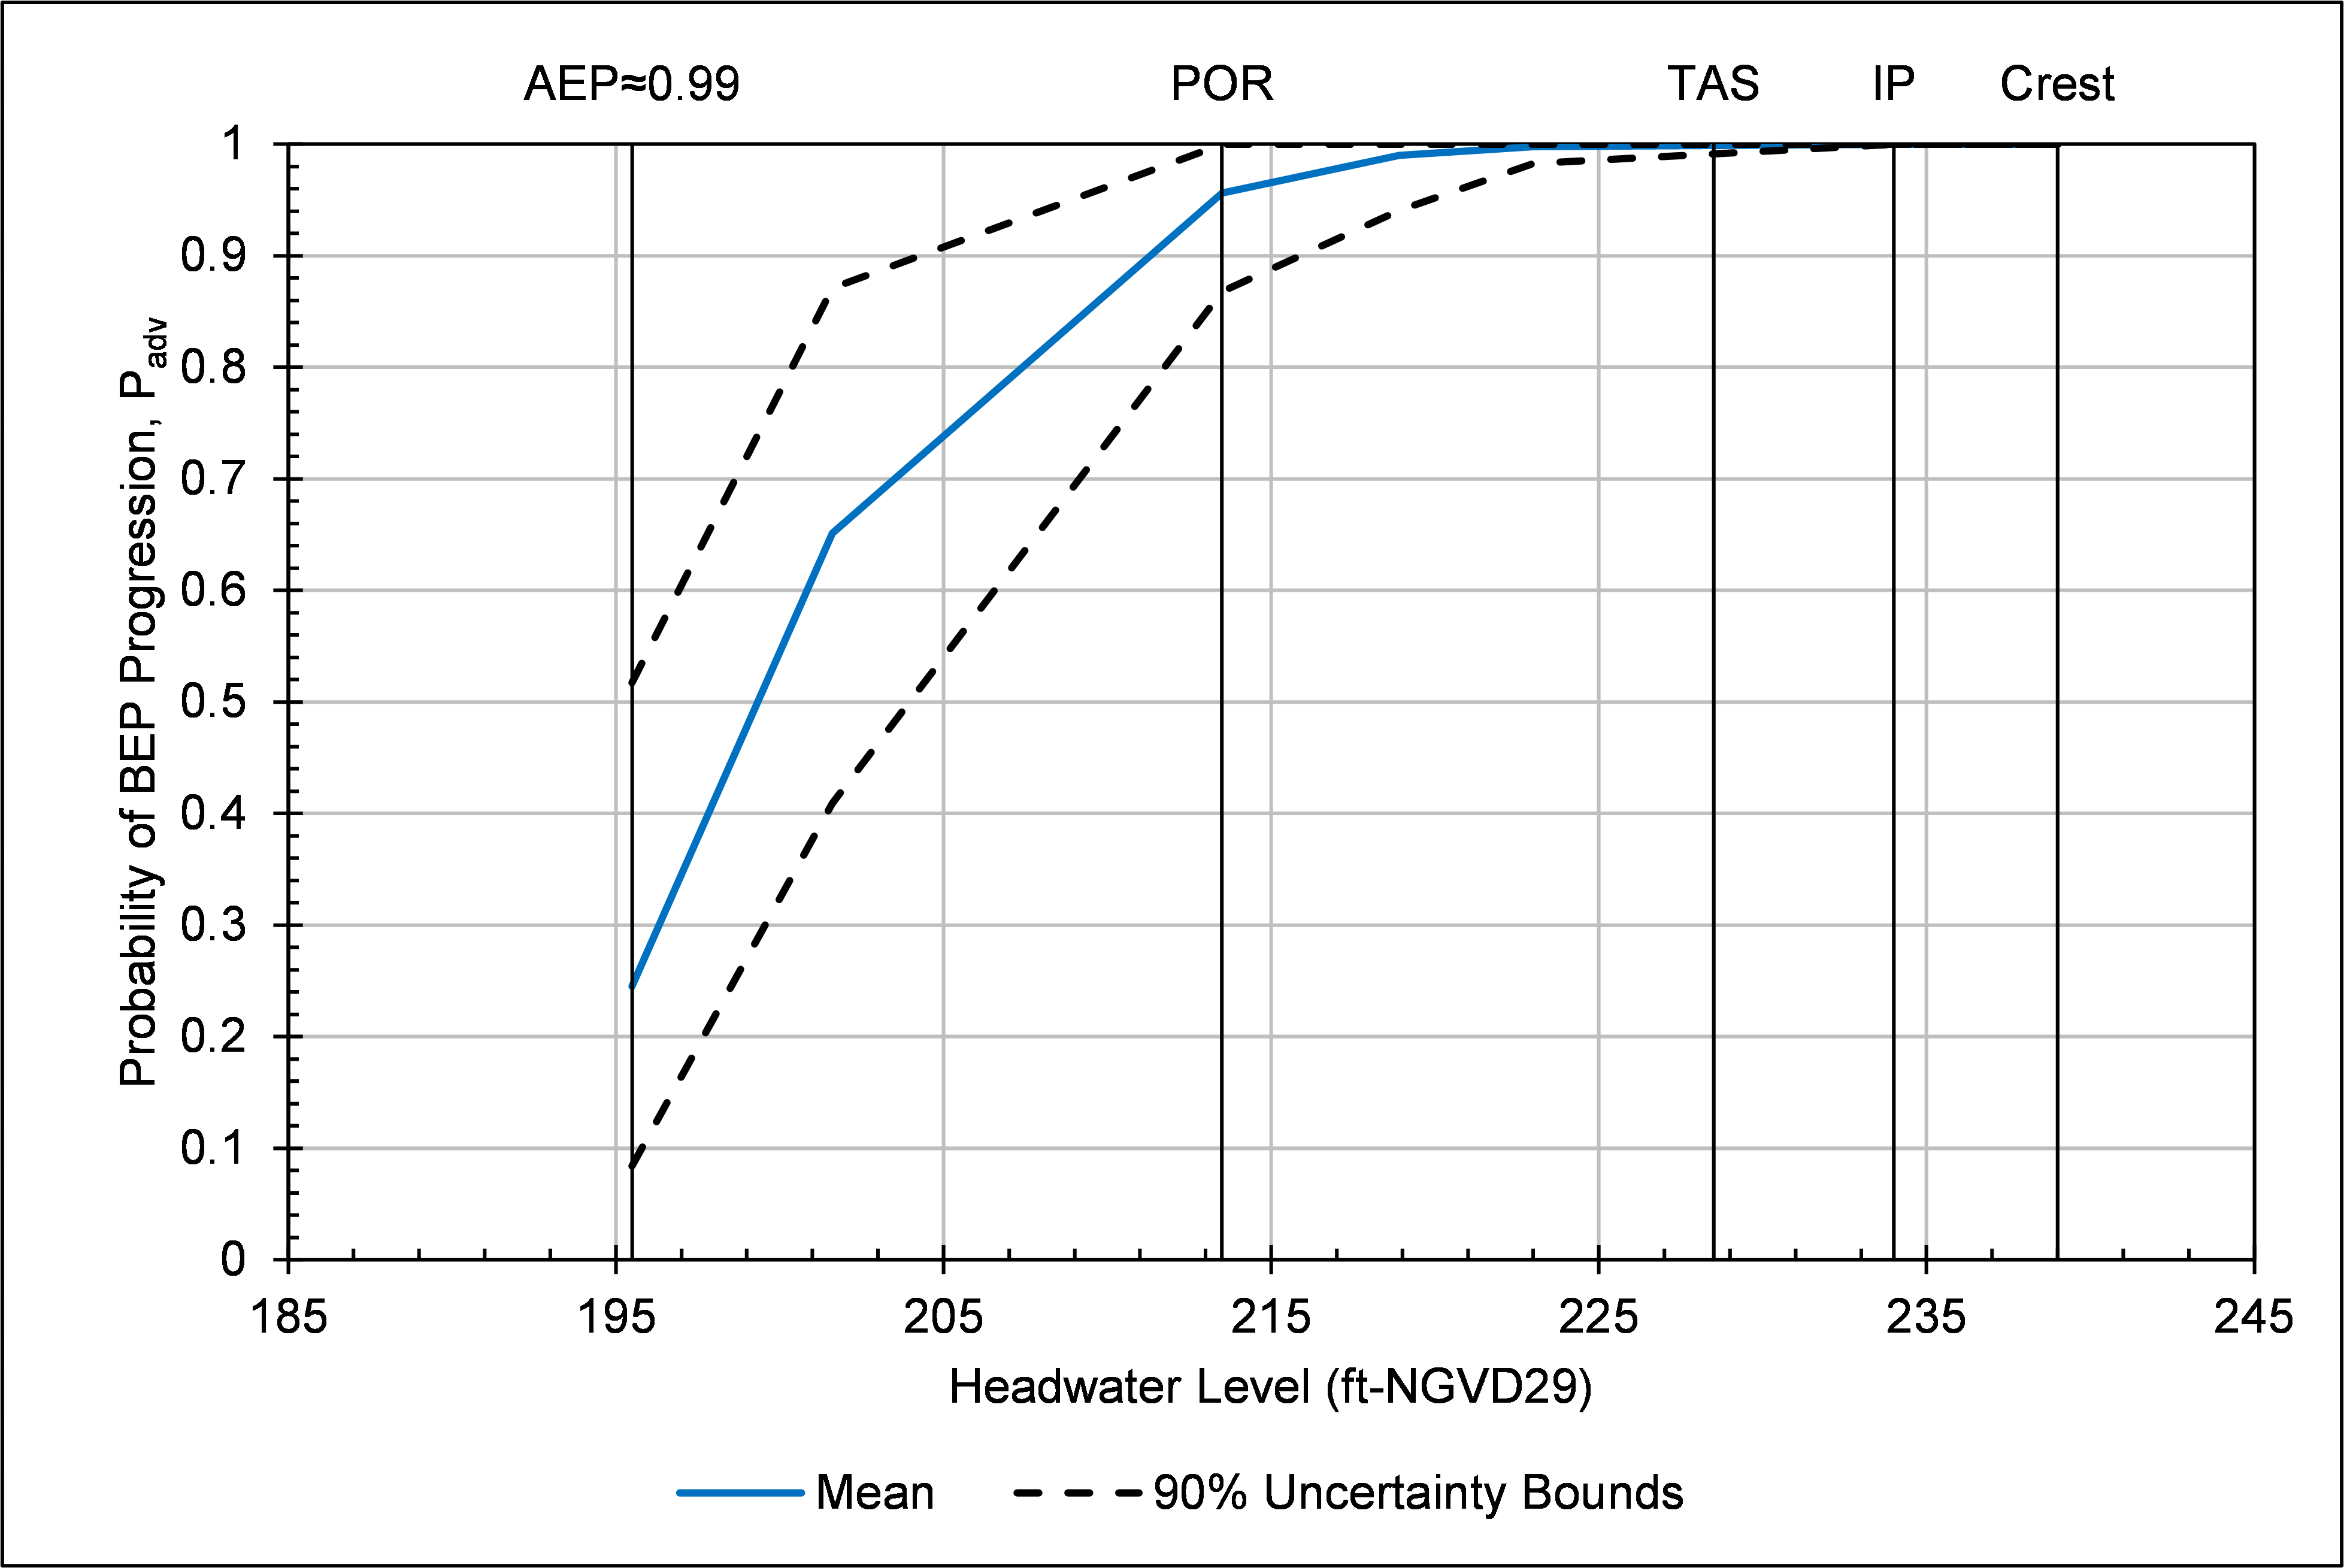 AEP≈0.99 POR TAS IP Crest
Probability of BEP Progression, Padv
1
0.9
0.8
0.7
0.6
0.5
0.4
0.3
0.2
0.1
0
185 195 205 215 225 235 245
Headwater Level (ft-NGVD29)
Mean 90% Uncertainty Bounds